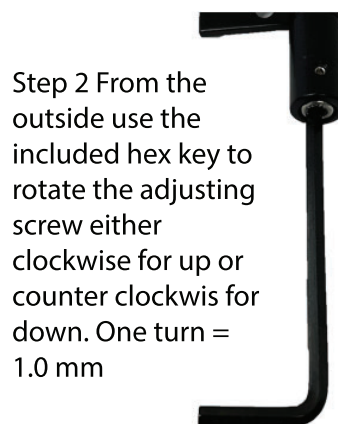 Step 2 From the
outside use the
included hex key to
rotate the adjusting
screw either
clockwise for up or
counter clockwis for
down. One turn =
1.0 mm